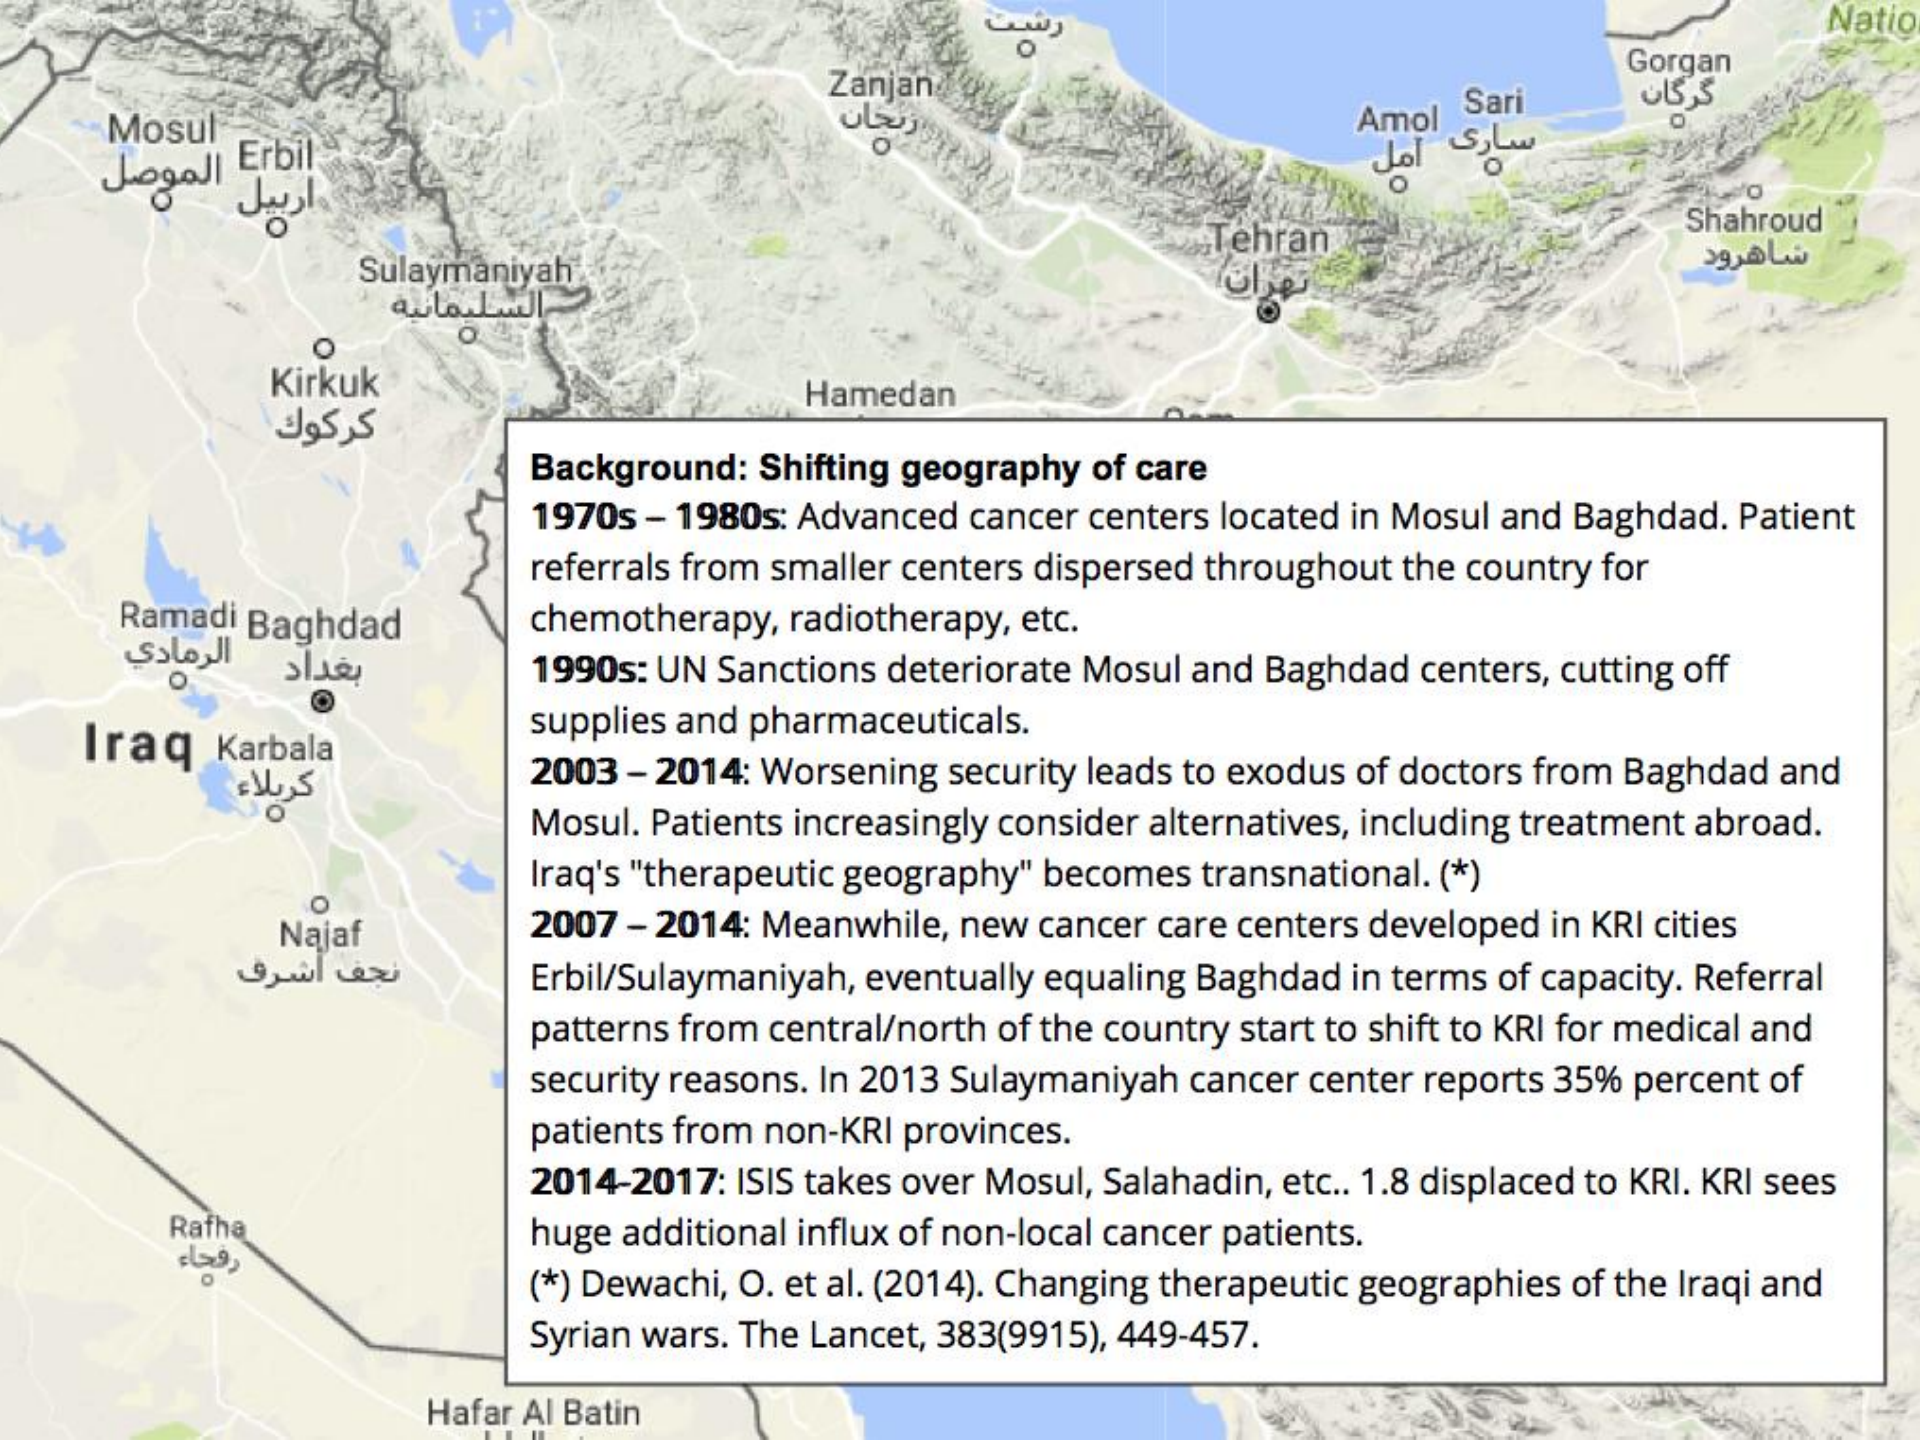 رشت
Natio
Gorgan
گرگان
Zanjan
زنجان
Sari
ساری
Amol
آمل
Mosul
الموصل
Erbil
اربيل
Shahroud
شاهرود
Tehran
تهران
Sulaymaniyah
السليمانيه
Kirkuk
كركوك
Hamedan
Background: Shifting geography of care
1970s – 1980s: Advanced cancer centers located in Mosul and Baghdad. Patient
referrals from smaller centers dispersed throughout the country for
chemotherapy, radiotherapy, etc.
1990s: UN Sanctions deteriorate Mosul and Baghdad centers, cutting off
supplies and pharmaceuticals.
2003 – 2014: Worsening security leads to exodus of doctors from Baghdad and
Mosul. Patients increasingly consider alternatives, including treatment abroad.
Iraq's "therapeutic geography" becomes transnational. (*)
2007 – 2014: Meanwhile, new cancer care centers developed in KRI cities
Erbil/Sulaymaniyah, eventually equaling Baghdad in terms of capacity. Referral
patterns from central/north of the country start to shift to KRI for medical and
security reasons. In 2013 Sulaymaniyah cancer center reports 35% percent of
patients from non-KRI provinces.
2014-2017: ISIS takes over Mosul, Salahadin, etc.. 1.8 displaced to KRI. KRI sees
huge additional influx of non-local cancer patients.
(*) Dewachi, O. et al. (2014). Changing therapeutic geographies of the Iraqi and
Syrian wars. The Lancet, 383(9915), 449-457.
Ramadi
الرمادي
Baghdad
بغداد
Iraq
Karbala
كربلاء
Najaf
نجف أشرف
Rafha
رفحاء
Hafar Al Batin